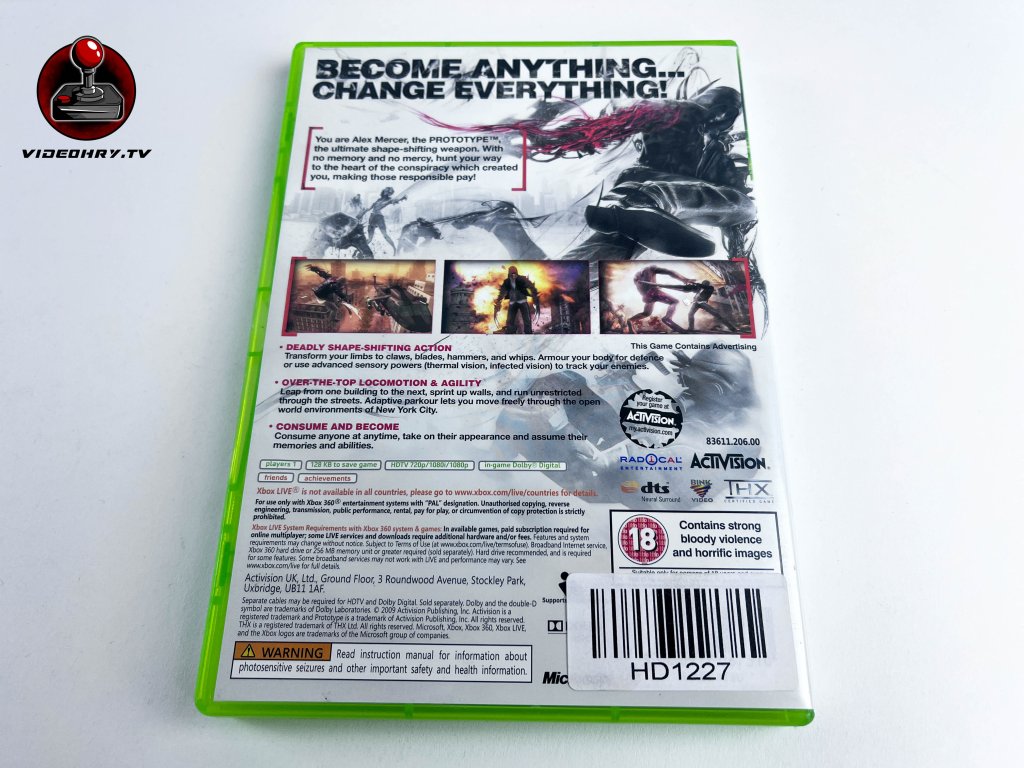 VIDEOHRY.TV
BECOME ANYTHING...
CHANGE EVERYTHING!
You are Alex Mercer, the PROTOTYPE™,
the ultimate shape-shifting weapon. With
no memory and no mercy, hunt your way
to the heart of the conspiracy which created
you, making those responsible pay!
This Game Contains Advertising
• DEADLY SHAPE-SHIFTING ACTION
Transform your limbs to claws, blades, hammers, and whips. Armour your body for defence
or use advanced sensory powers (thermal vision, infected vision) to track your enemies.
• OVER-THE-TOP LOCOMOTION & AGILITY
Leap from one building to the next, sprint up walls, and run unrestricted
through the streets. Adaptive parkour lets you move freely through the open
world environments of New York City.
• CONSUME AND BECOME
Consume anyone at anytime, take on their appearance and assume their
memories and abilities.
Register
your game at
ACTIVISION.
my.activision.com
83611.206.00
RADICAL
ENTERTAINMENT
ACTIVISION.
dts
Neural Surround
BINK
VIDEO
THX
CERTIFIED GAME
players 1
128 KB to save game
HDTV 720p/1080i/1080p
in-game Dolby® Digital
friends
achievements
Xbox LIVE® is not available in all countries, please go to www.xbox.com/live/countries for details.
For use only with Xbox 360® entertainment systems with "PAL" designation. Unauthorised copying, reverse
engineering, transmission, public performance, rental, pay for play, or circumvention of copy protection is strictly
prohibited.
Xbox LIVE System Requirements with Xbox 360 system & games: In available games, paid subscription required for
online multiplayer; some LIVE services and downloads require additional hardware and/or fees. Features and system
requirements may change without notice. Subject to Terms of Use (at www.xbox.com/live/termsofuse). Broadband Internet service,
Xbox 360 hard drive or 256 MB memory unit or greater required (sold separately). Hard drive recommended, and is required
for some features. Some broadband services may not work with LIVE and performance may vary. See
www.xbox.com/live for full details.
Activision UK, Ltd., Ground Floor, 3 Roundwood Avenue, Stockley Park,
Uxbridge, UB11 1AF.
Separate cables may be required for HDTV and Dolby Digital. Sold separately. Dolby and the double-D
symbol are trademarks of Dolby Laboratories. © 2009 Activision Publishing, Inc. Activision is a
registered trademark and Prototype is a trademark of Activision Publishing, Inc. All rights reserved.
THX is a registered trademark of THX Ltd. All rights reserved. Microsoft, Xbox, Xbox 360, Xbox LIVE,
and the Xbox logos are trademarks of the Microsoft group of companies.
WARNING Read instruction manual for information about
photosensitive seizures and other important safety and health information.
18
Contains strong
bloody violence
and horrific images
Suitable only for persons of 18 years and
Supports
HD1227